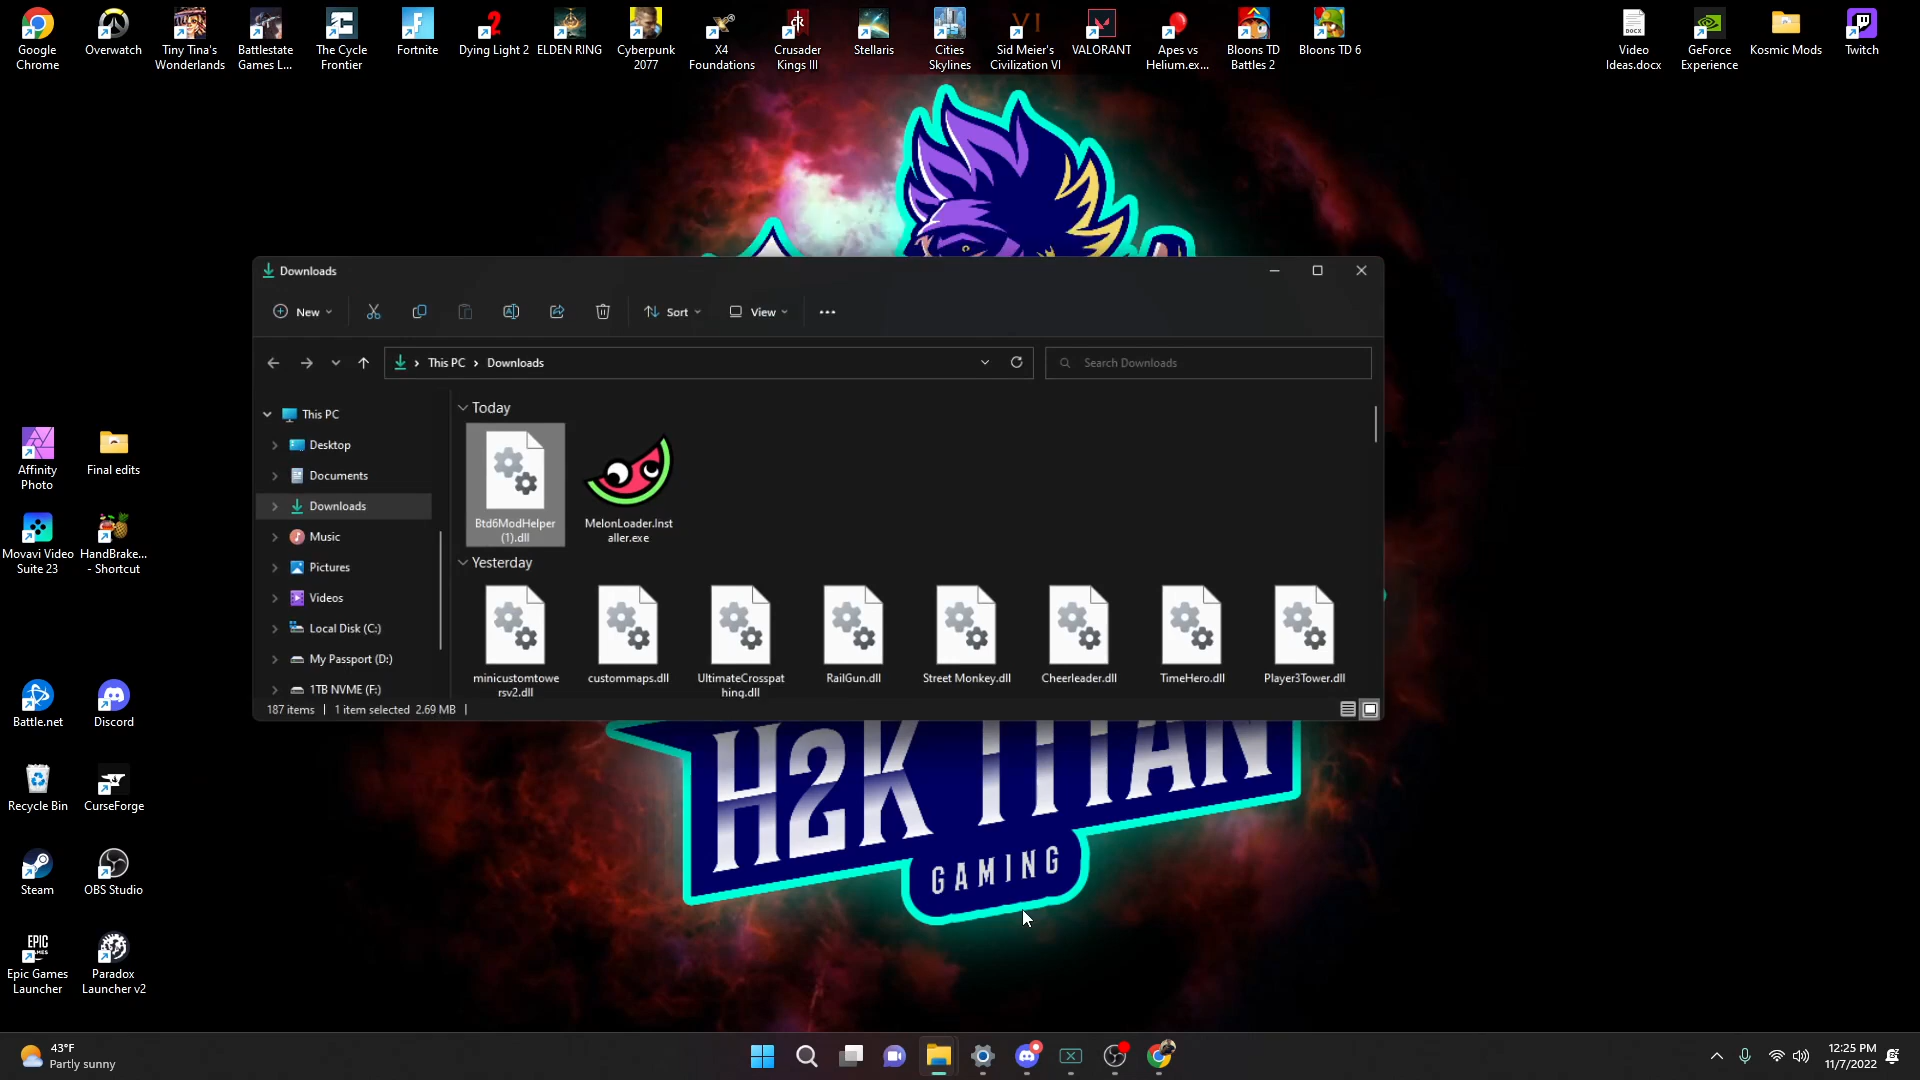 Google
Chrome
Overwatch
Tiny Tina's
Wonderlands
Battlestate
Games L...
The Cycle
Frontier
Fortnite
Dying Light 2
ELDEN RING
Cyberpunk
2077
X4
Foundations
Crusader
Kings III
Stellaris
Cities
Skylines
Sid Meier's
Civilization VI
VALORANT
Apes vs
Helium.ex...
Bloons TD
Battles 2
Bloons TD 6
Video
Ideas.docx
GeForce
Experience
Kosmic Mods
Twitch
Affinity
Photo
Final edits
Movavi Video
Suite 23
HandBrake...
- Shortcut
Battle.net
Discord
Recycle Bin
CurseForge
Steam
OBS Studio
Epic Games
Launcher
Paradox
Launcher v2
Downloads
New
Sort
View
This PC
Downloads
Search Downloads
This PC
Desktop
Documents
Downloads
Music
Pictures
Videos
Local Disk (C:)
My Passport (D:)
1TB NVME (F:)
Today
Btd6ModHelper
(1).dll
MelonLoader.Inst
aller.exe
Yesterday
minicustomtowe
rsv2.dll
custommaps.dll
UltimateCrosspat
hing.dll
RailGun.dll
Street Monkey.dll
Cheerleader.dll
TimeHero.dll
Player3Tower.dll
187 items
1 item selected 2.69 MB
H2K TITAN
GAMING
43°F
Partly sunny
12:25 PM
11/7/2022